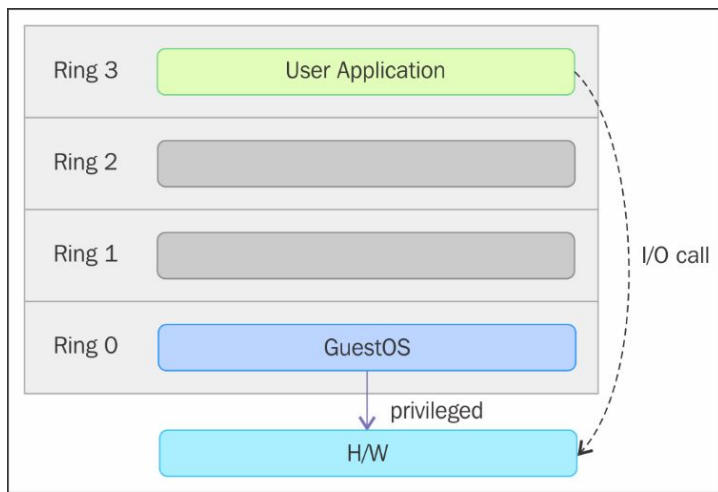 Ring 3
User Application
Ring 2
Ring 1
I/O call
Ring 0
GuestOS
privileged
H/W